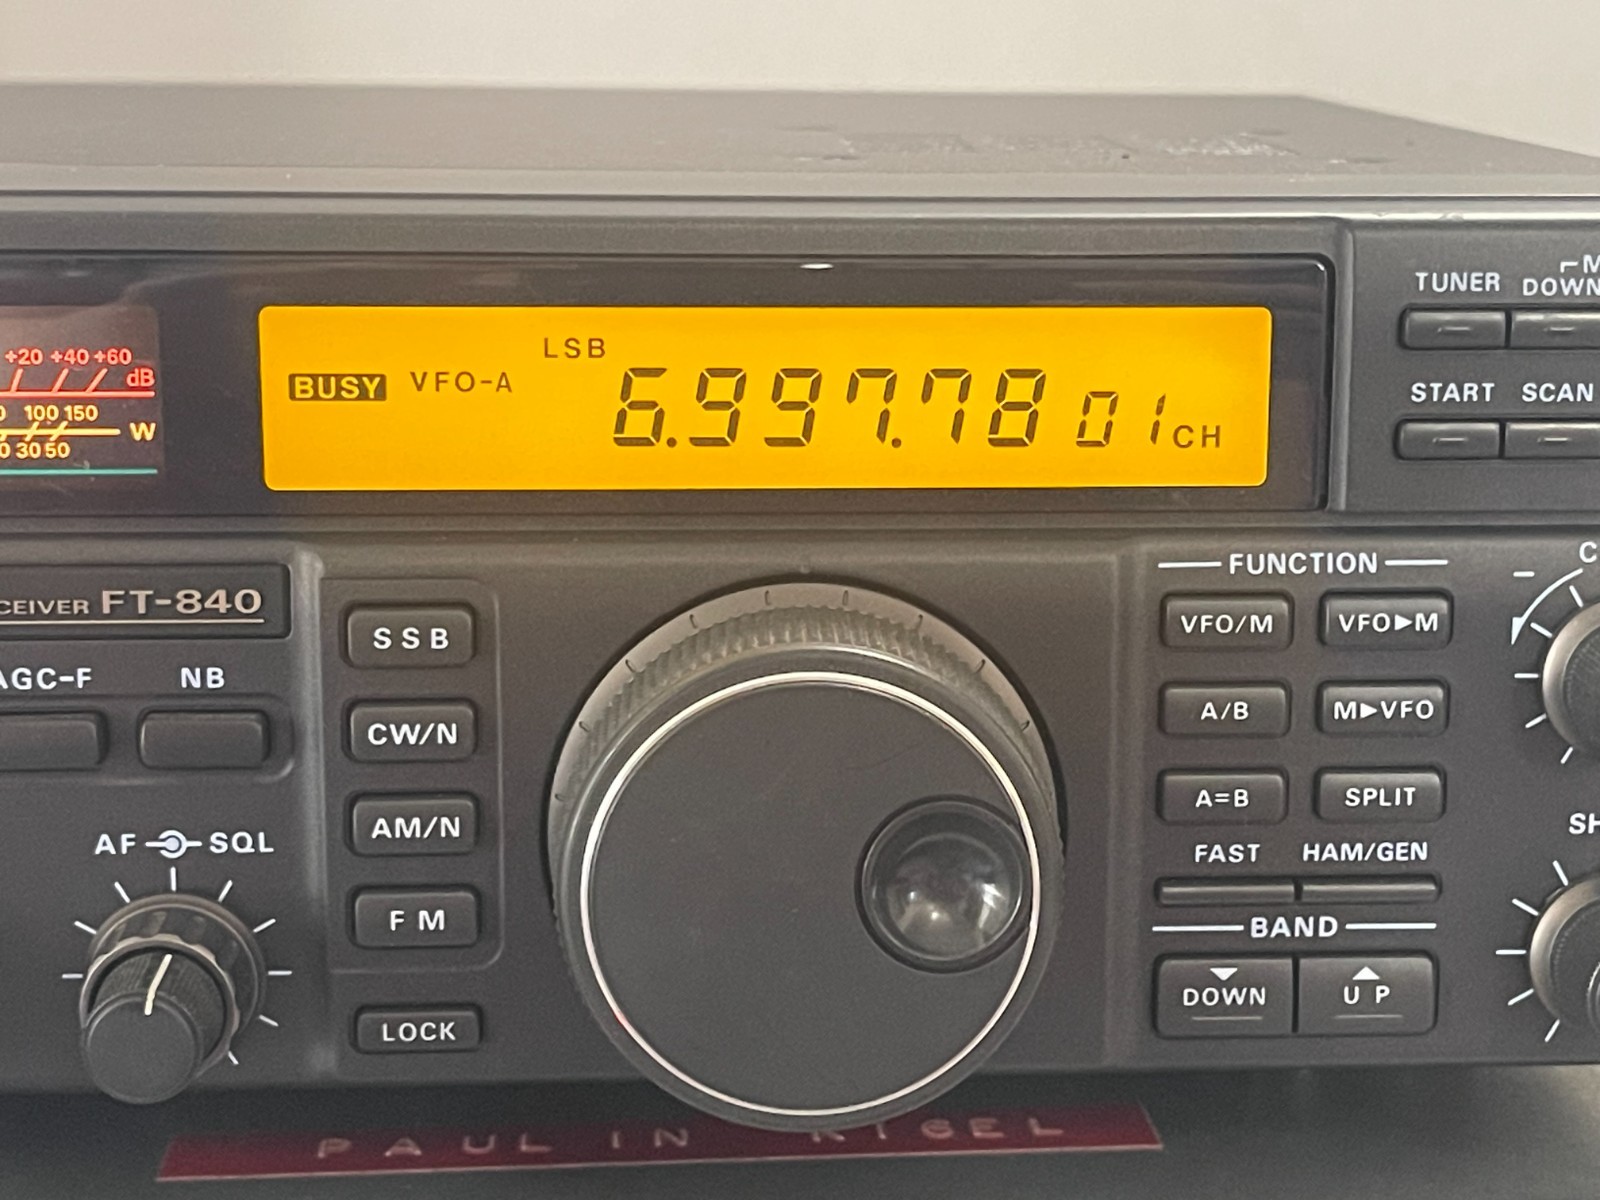 TUNER
DOWN
+20 +40 +60
dB
LSB
BUSY VFO-A 6.997.78 01 CH
START SCAN
100 150
W
30 50
FUNCTION
FT-840
SSB
VFO/M VFO▶M
AGC-F NB
A/B M▶VFO
CW/N
A=B SPLIT
AM/N
AF SQL
FAST HAM/GEN
FM
BAND
DOWN UP
LOCK
PAUL IN RIGEL